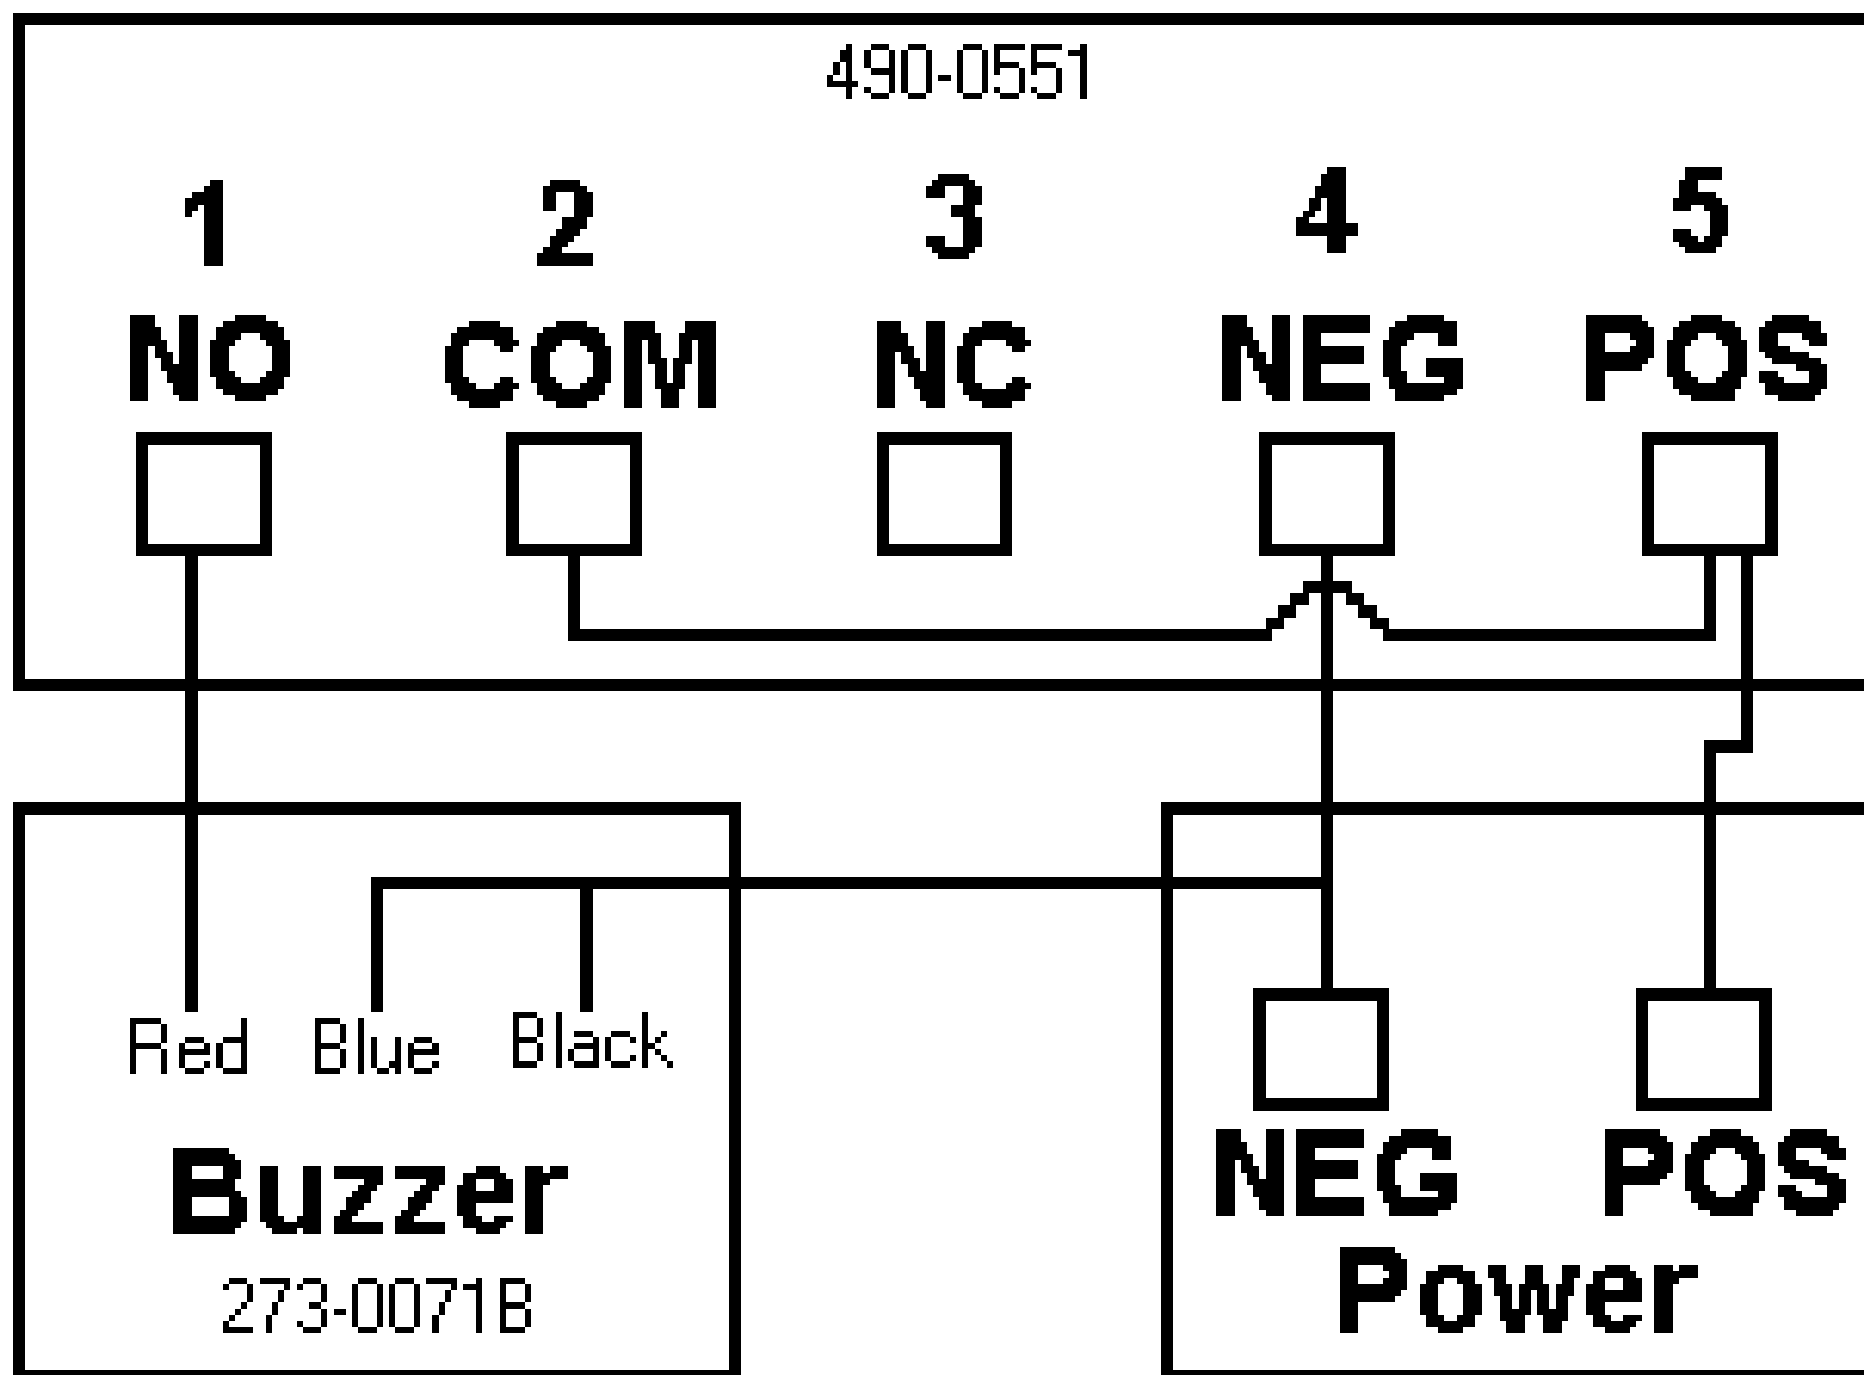 490-0551
1 2 3 4 5
NO COM NC NEG POS
Red Blue Black
Buzzer
273-0071B
NEG POS
Power